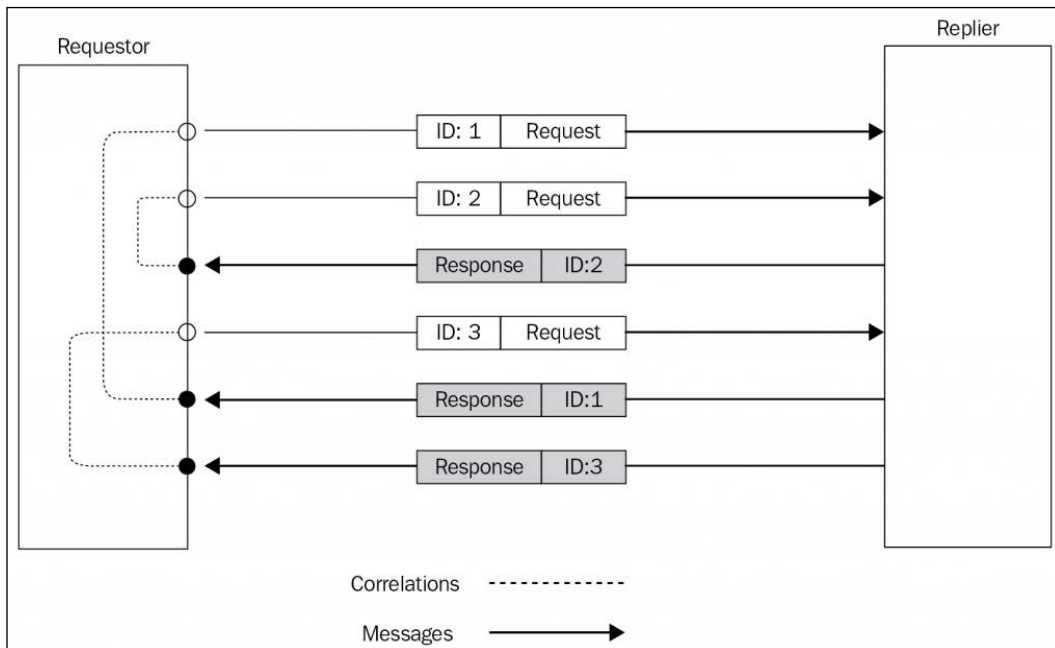 Requestor
Replier
ID: 1 Request
ID: 2 Request
Response ID:2
ID: 3 Request
Response ID:1
Response ID:3
Correlations
Messages